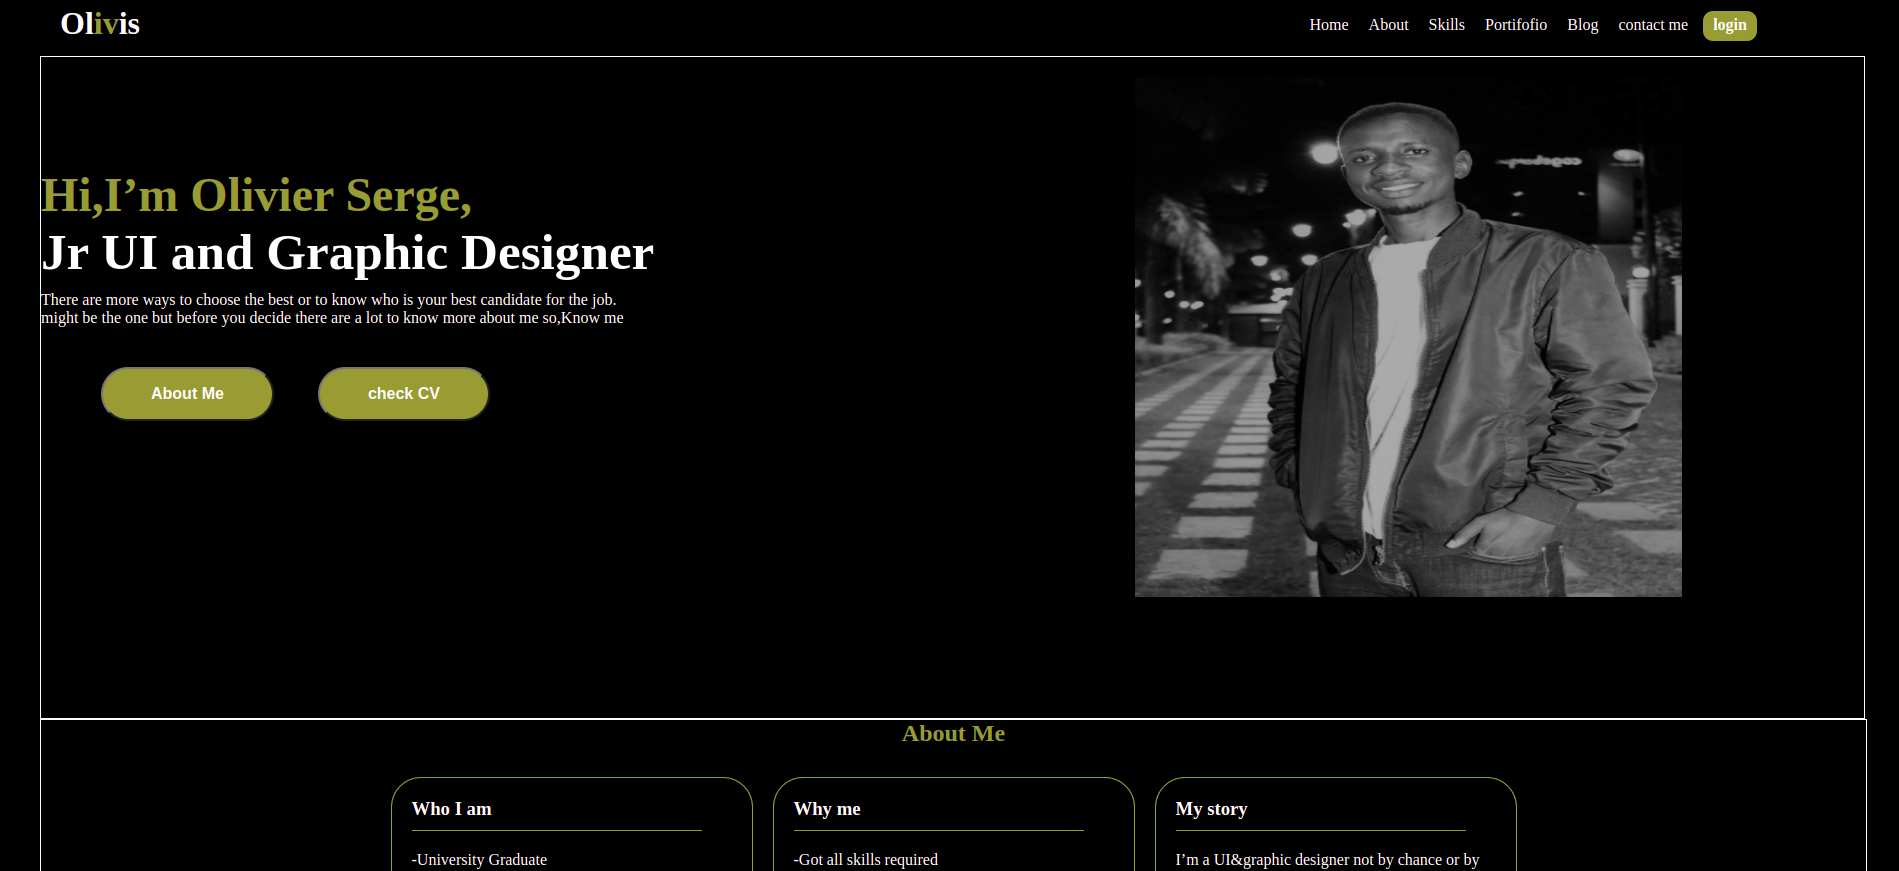 Olivis
Home About Skills Portifofio Blog contact me login
Hi,I’m Olivier Serge,
Jr UI and Graphic Designer
There are more ways to choose the best or to know who is your best candidate for the job.
might be the one but before you decide there are a lot to know more about me so,Know me
About Me check CV
About Me
Who I am
-University Graduate
Why me
-Got all skills required
My story
I’m a UI&graphic designer not by chance or by